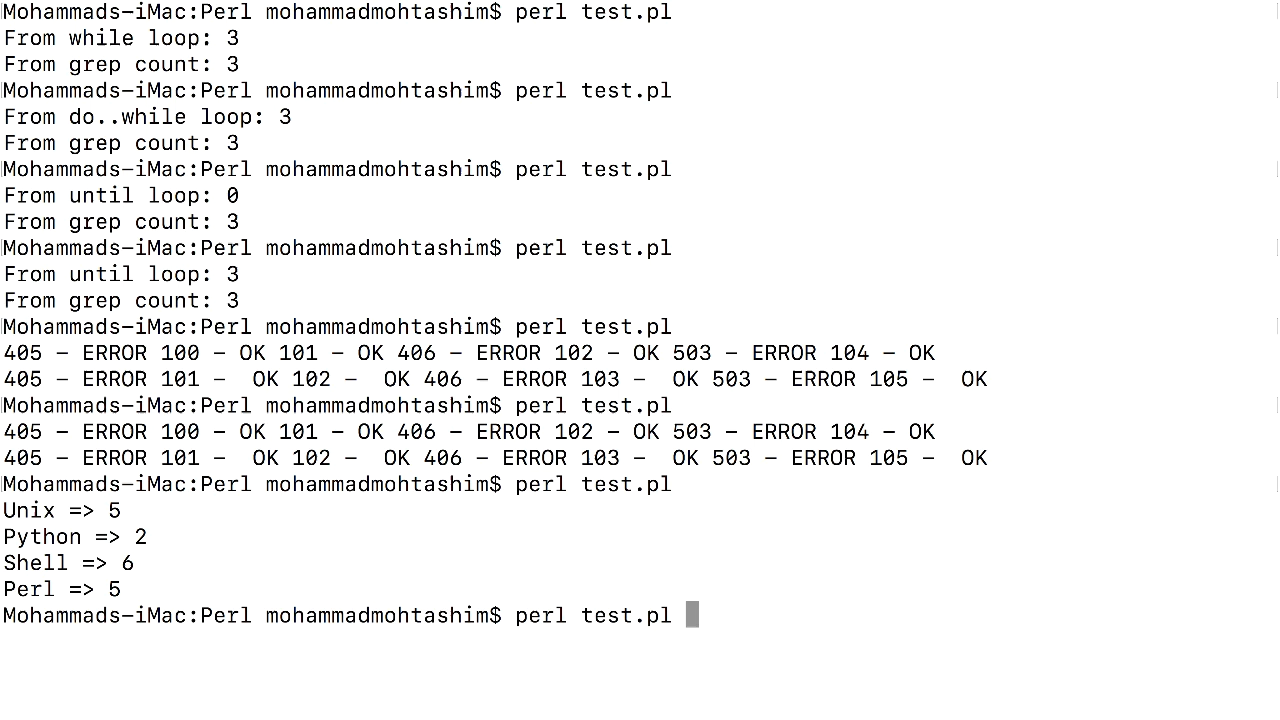 Mohammads-iMac:Perl mohammadmohtashim$ perl test.pl
From while loop: 3
From grep count: 3
Mohammads-iMac:Perl mohammadmohtashim$ perl test.pl
From do..while loop: 3
From grep count: 3
Mohammads-iMac:Perl mohammadmohtashim$ perl test.pl
From until loop: 0
From grep count: 3
Mohammads-iMac:Perl mohammadmohtashim$ perl test.pl
From until loop: 3
From grep count: 3
Mohammads-iMac:Perl mohammadmohtashim$ perl test.pl
405 - ERROR 100 - OK 101 - OK 406 - ERROR 102 - OK 503 - ERROR 104 - OK
405 - ERROR 101 -  OK 102 -  OK 406 - ERROR 103 -  OK 503 - ERROR 105 -  OK
Mohammads-iMac:Perl mohammadmohtashim$ perl test.pl
405 - ERROR 100 - OK 101 - OK 406 - ERROR 102 - OK 503 - ERROR 104 - OK
405 - ERROR 101 -  OK 102 -  OK 406 - ERROR 103 -  OK 503 - ERROR 105 -  OK
Mohammads-iMac:Perl mohammadmohtashim$ perl test.pl
Unix => 5
Python => 2
Shell => 6
Perl => 5
Mohammads-iMac:Perl mohammadmohtashim$ perl test.pl